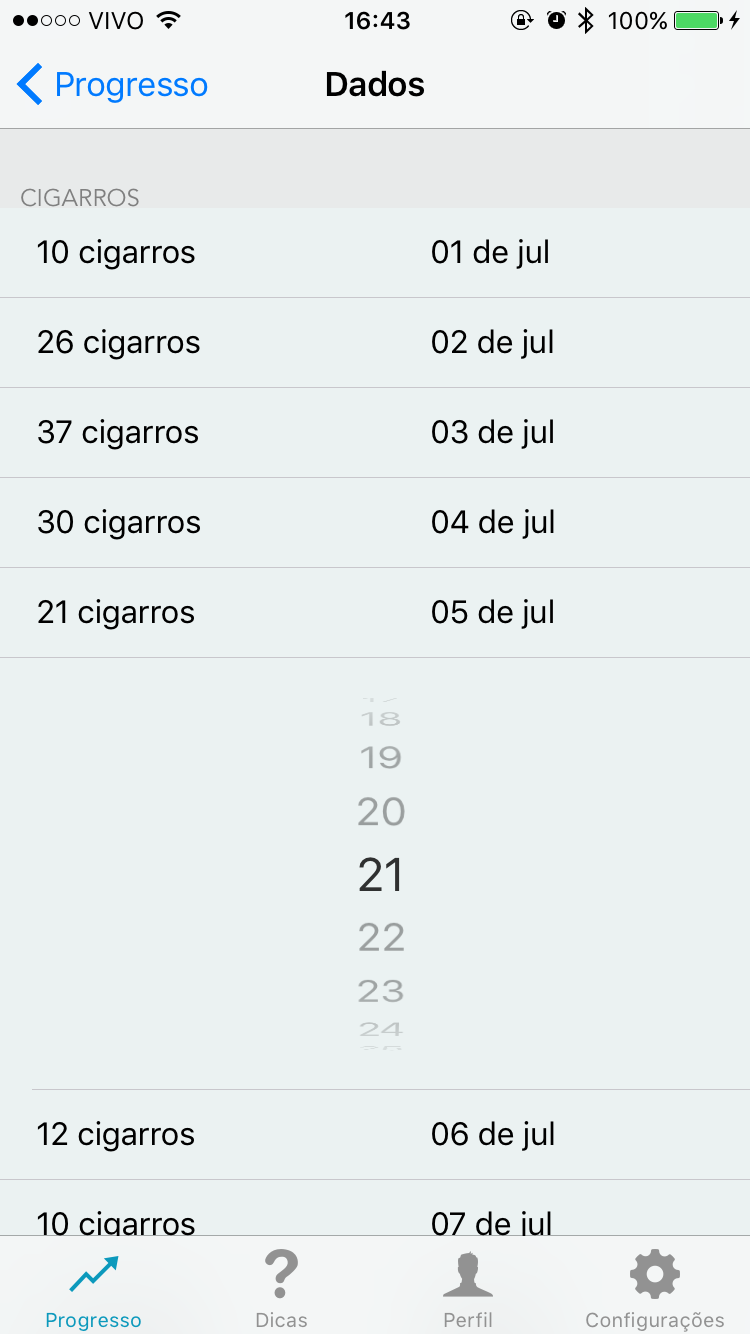 VIVO 16:43 100%
Progresso Dados
CIGARROS
10 cigarros 01 de jul
26 cigarros 02 de jul
37 cigarros 03 de jul
30 cigarros 04 de jul
21 cigarros 05 de jul
18
19
20
21
22
23
24
12 cigarros 06 de jul
10 cigarros 07 de jul
Progresso Dicas Perfil Configurações